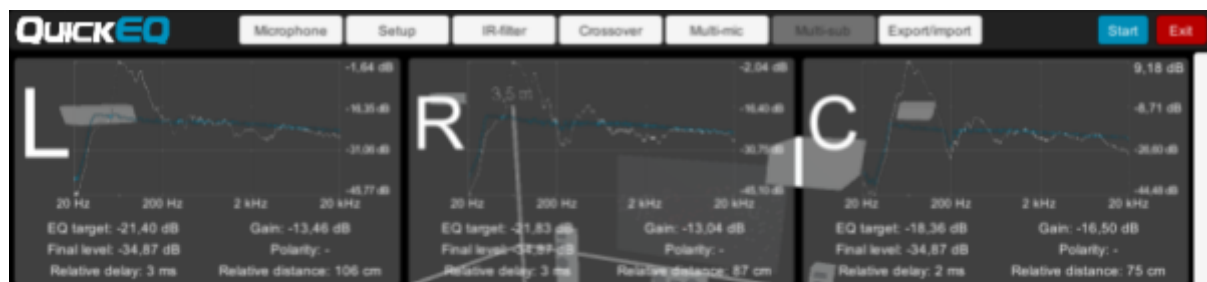 QUICKEQ Microphone Setup IR-filter Crossover Multi-mic Multi-sub Export/import Start Exit
L
-1,64 dB
-16,35 dB
-31,06 dB
-45,77 dB
20 Hz 200 Hz 2 kHz 20 kHz
EQ target: -21,40 dB Gain: -13,46 dB
Final level: -34,87 dB Polarity: -
Relative delay: 3 ms Relative distance: 106 cm
R
3,5 m
-2,04 dB
-16,40 dB
-30,75 dB
-45,10 dB
20 Hz 200 Hz 2 kHz 20 kHz
EQ target: -21,83 dB Gain: -13,04 dB
Final level: -34,87 dB Polarity: -
Relative delay: 3 ms Relative distance: 87 cm
C
9,18 dB
-8,71 dB
-26,60 dB
-44,48 dB
20 Hz 200 Hz 2 kHz 20 kHz
EQ target: -18,36 dB Gain: -16,50 dB
Final level: -34,87 dB Polarity: -
Relative delay: 2 ms Relative distance: 75 cm